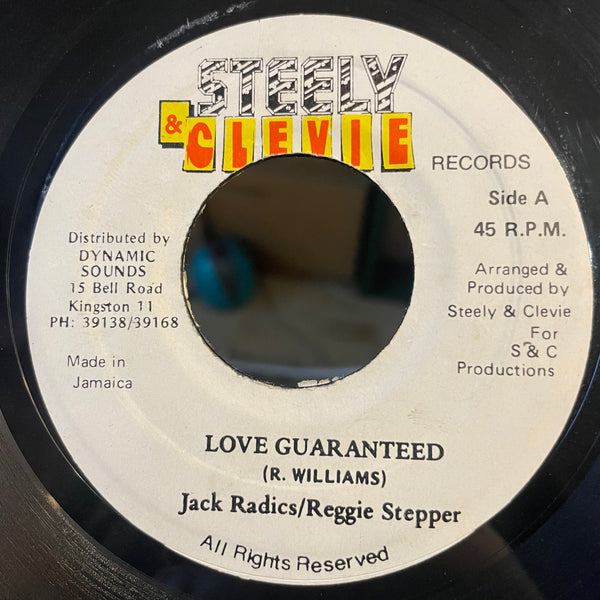 STEELY
& CLEVIE
RECORDS
Side A
45 R.P.M.
Distributed by
DYNAMIC
SOUNDS
15 Bell Road
Kingston 11
PH: 39138/39168
Made in
Jamaica
Arranged &
Produced by
Steely & Clevie
For
S & C
Productions
LOVE GUARANTEED
(R. WILLIAMS)
Jack Radics/Reggie Stepper
All Rights Reserved